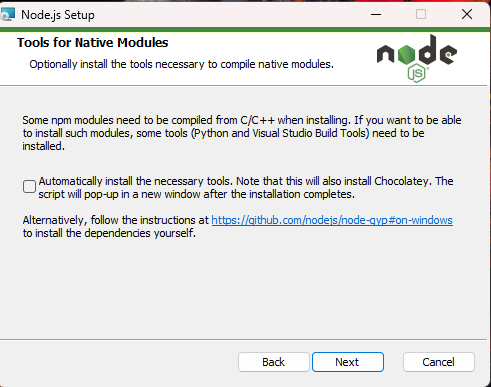 Node.js Setup
Tools for Native Modules
Optionally install the tools necessary to compile native modules.
node
JS
Some npm modules need to be compiled from C/C++ when installing. If you want to be able
to install such modules, some tools (Python and Visual Studio Build Tools) need to be
installed.
Automatically install the necessary tools. Note that this will also install Chocolatey. The
script will pop-up in a new window after the installation completes.
Alternatively, follow the instructions at https://github.com/nodejs/node-gyp#on-windows
to install the dependencies yourself.
Back Next Cancel